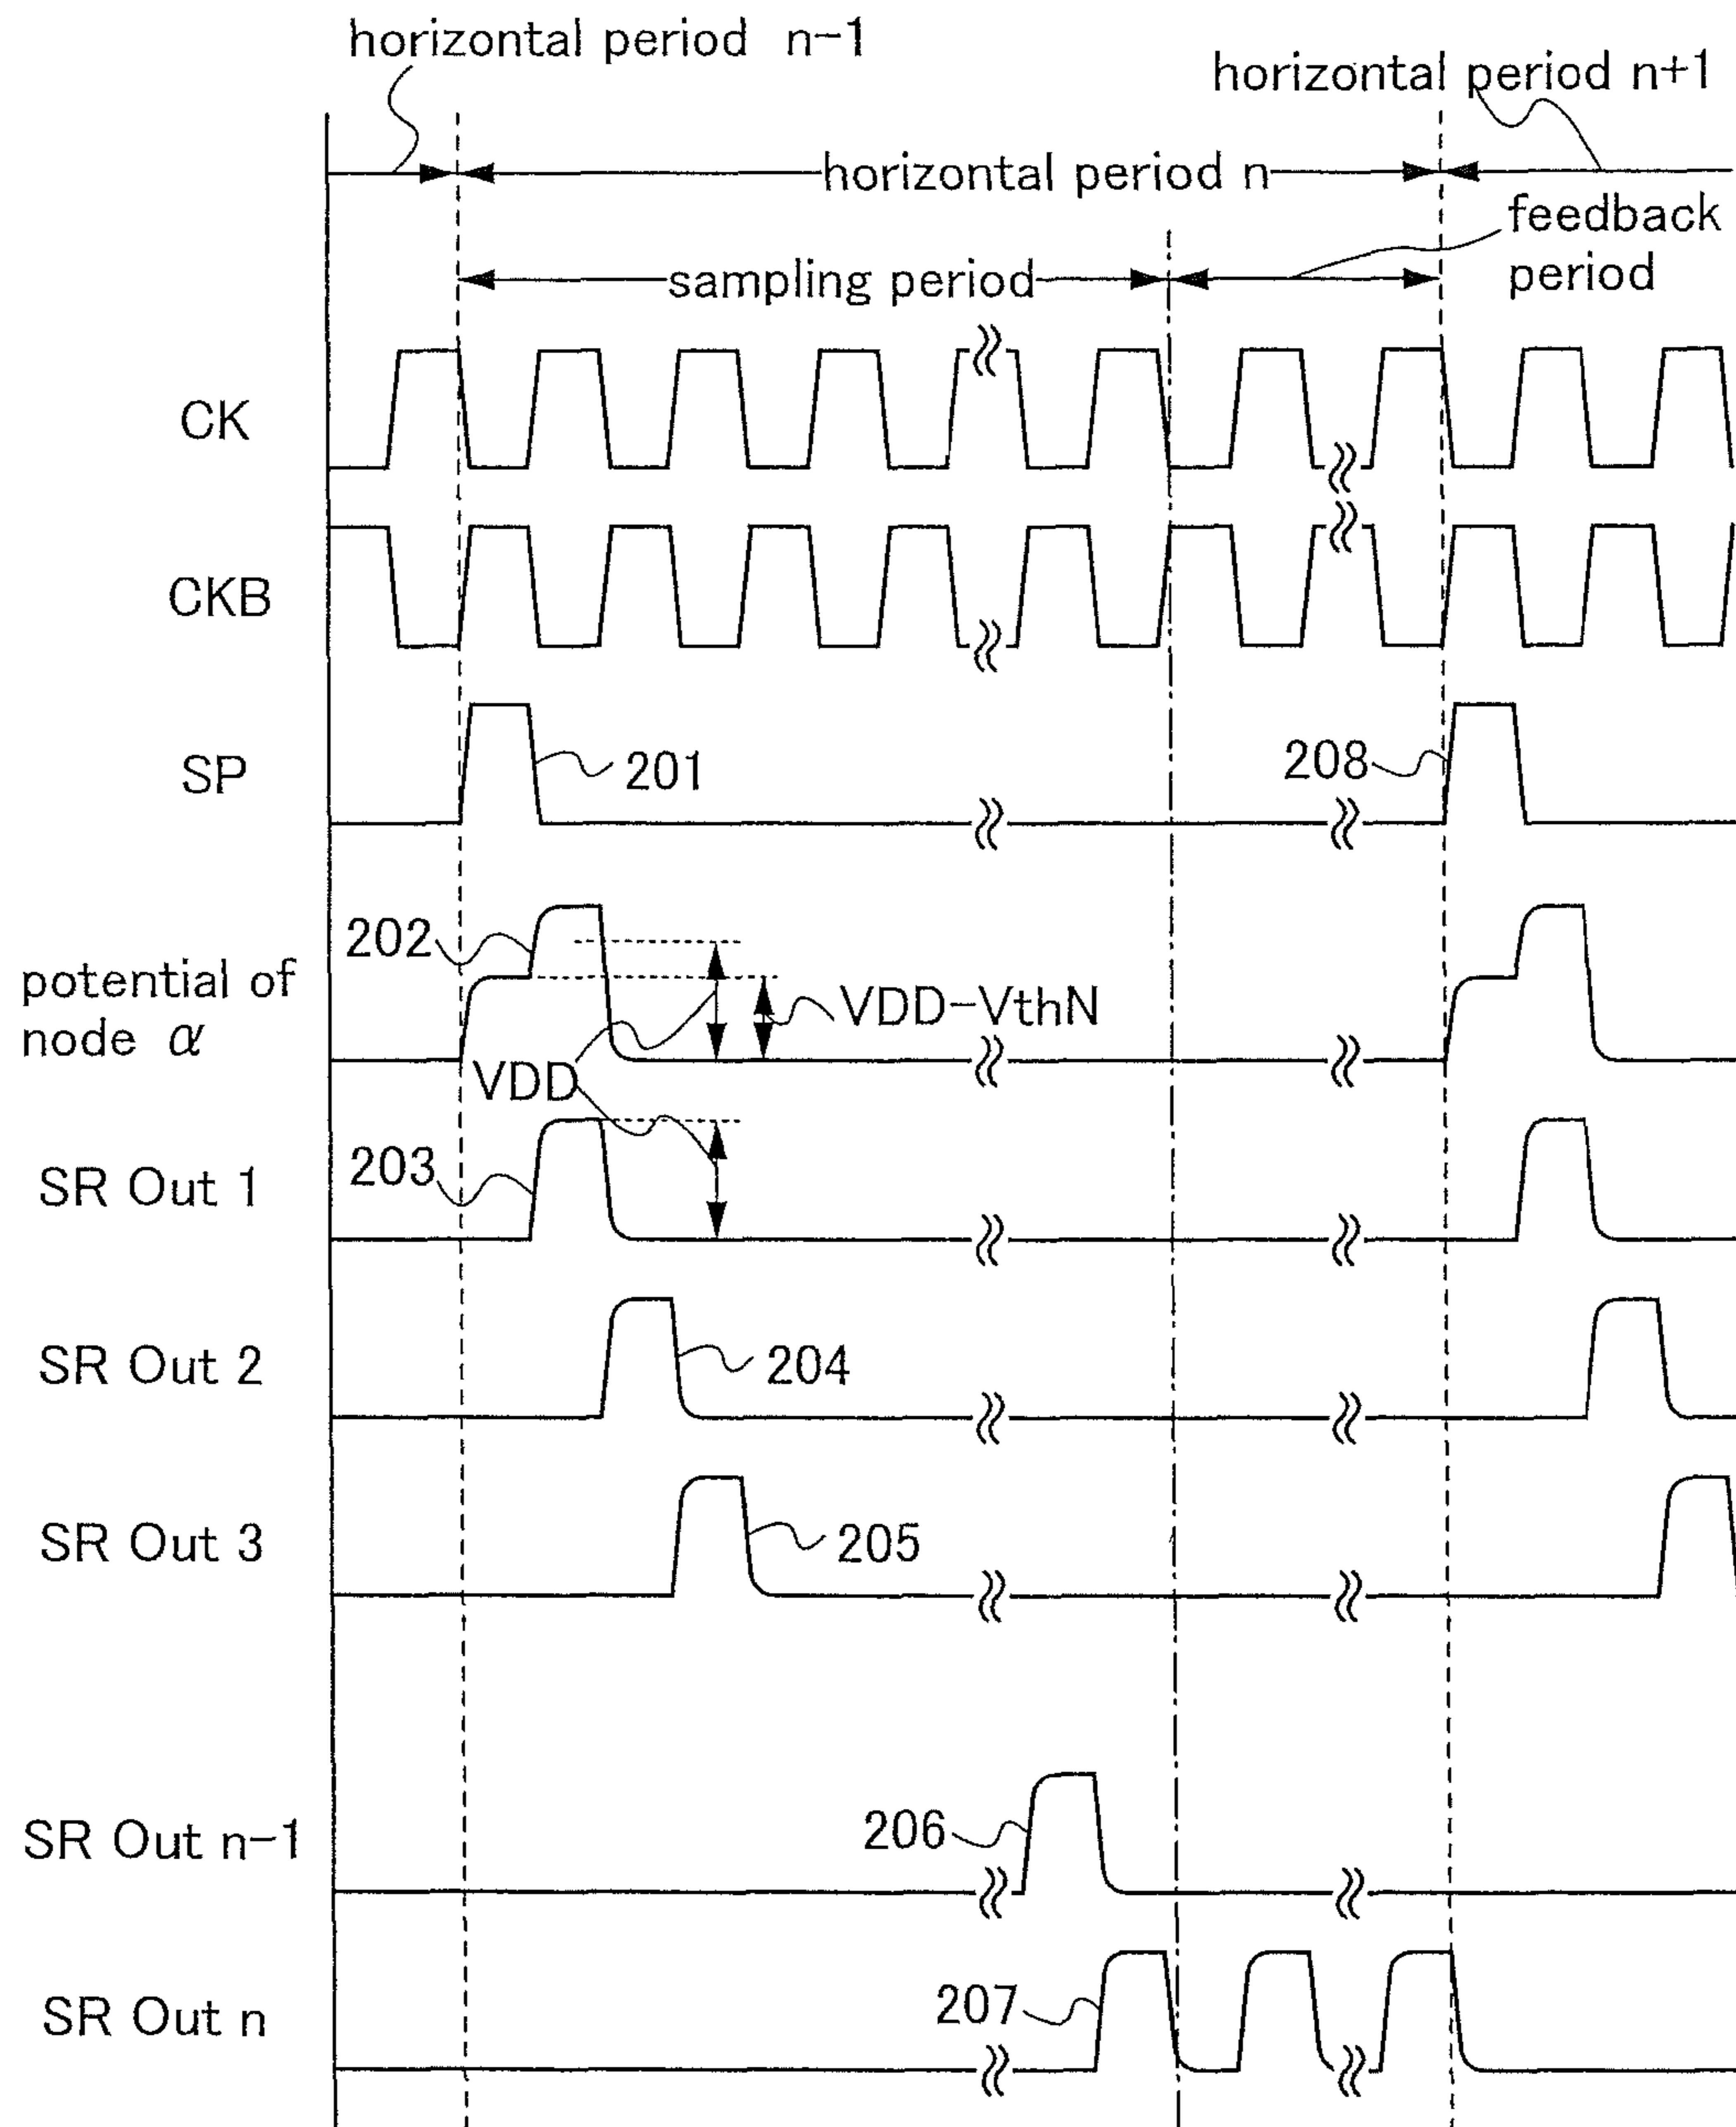 horizontal period n-1
horizontal period n+1
horizontal period n
feedback
period
sampling period
CK
CKB
SP
201
208
202
potential of
node α
VDD-VthN
VDD
203
SR Out 1
SR Out 2
204
SR Out 3
205
206
SR Out n-1
207
SR Out n